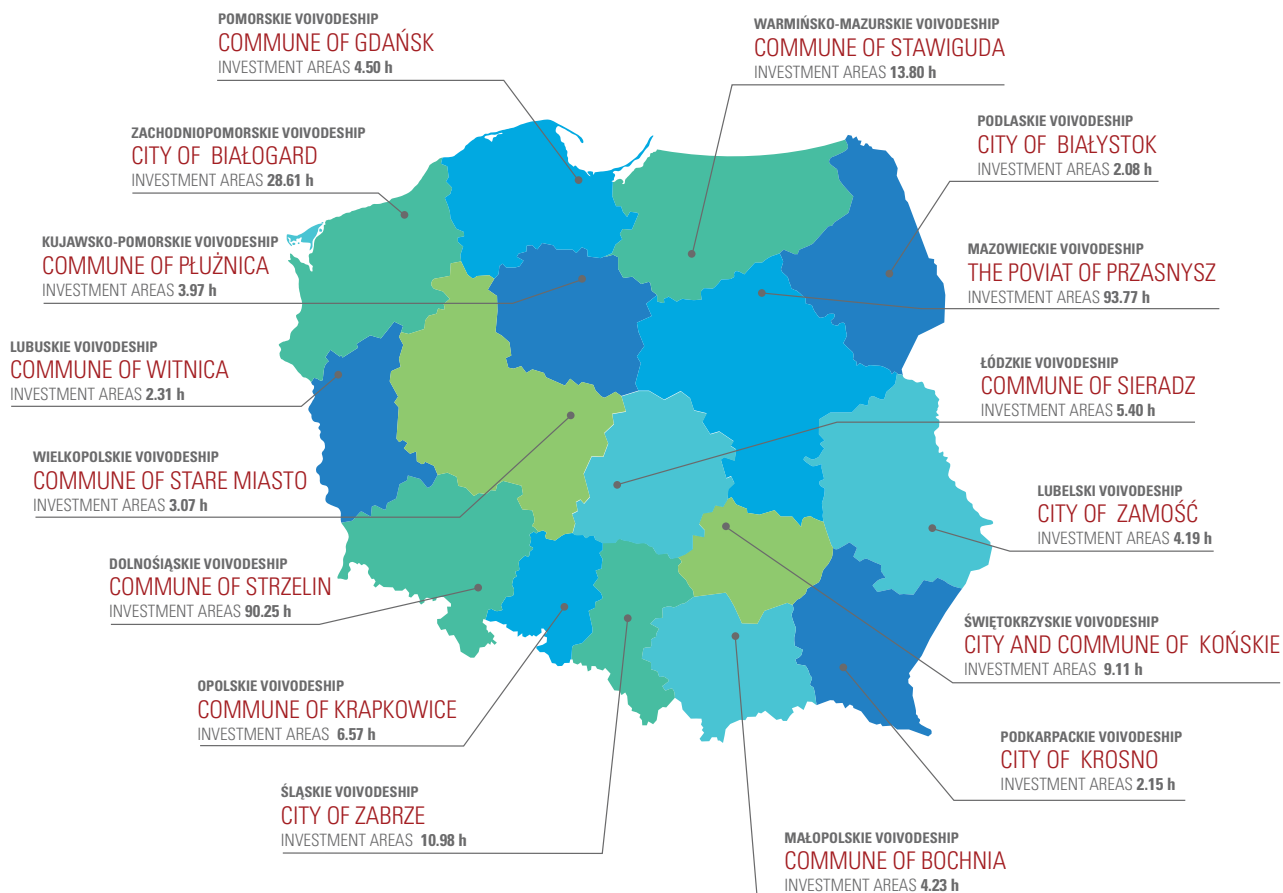 POMORSKIE VOIVODESHIP
COMMUNE OF GDAŃSK
INVESTMENT AREAS 4.50 h
WARMIŃSKO-MAZURSKIE VOIVODESHIP
COMMUNE OF STAWIGUDA
INVESTMENT AREAS 13.80 h
ZACHODNIOPOMORSKIE VOIVODESHIP
CITY OF BIAŁOGARD
INVESTMENT AREAS 28.61 h
PODLASKIE VOIVODESHIP
CITY OF BIAŁYSTOK
INVESTMENT AREAS 2.08 h
KUJAWSKO-POMORSKIE VOIVODESHIP
COMMUNE OF PŁUŻNICA
INVESTMENT AREAS 3.97 h
MAZOWIECKIE VOIVODESHIP
THE POVIAT OF PRZASNYSZ
INVESTMENT AREAS 93.77 h
LUBUSKIE VOIVODESHIP
COMMUNE OF WITNICA
INVESTMENT AREAS 2.31 h
ŁÓDZKIE VOIVODESHIP
COMMUNE OF SIERADZ
INVESTMENT AREAS 5.40 h
WIELKOPOLSKIE VOIVODESHIP
COMMUNE OF STARE MIASTO
INVESTMENT AREAS 3.07 h
LUBELSKI VOIVODESHIP
CITY OF ZAMOŚĆ
INVESTMENT AREAS 4.19 h
DOLNOŚIĄSKIE VOIVODESHIP
COMMUNE OF STRZELIN
INVESTMENT AREAS 90.25 h
ŚWIĘTOKRZYSKIE VOIVODESHIP
CITY AND COMMUNE OF KOŃSKIE
INVESTMENT AREAS 9.11 h
OPOLSKIE VOIVODESHIP
COMMUNE OF KRAPKOWICE
INVESTMENT AREAS 6.57 h
PODKARPACKIE VOIVODESHIP
CITY OF KROSNO
INVESTMENT AREAS 2.15 h
ŚLĄSKIE VOIVODESHIP
CITY OF ZABRZE
INVESTMENT AREAS 10.98 h
MAŁOPOLSKIE VOIVODESHIP
COMMUNE OF BOCHNIA
INVESTMENT AREAS 4.23 h